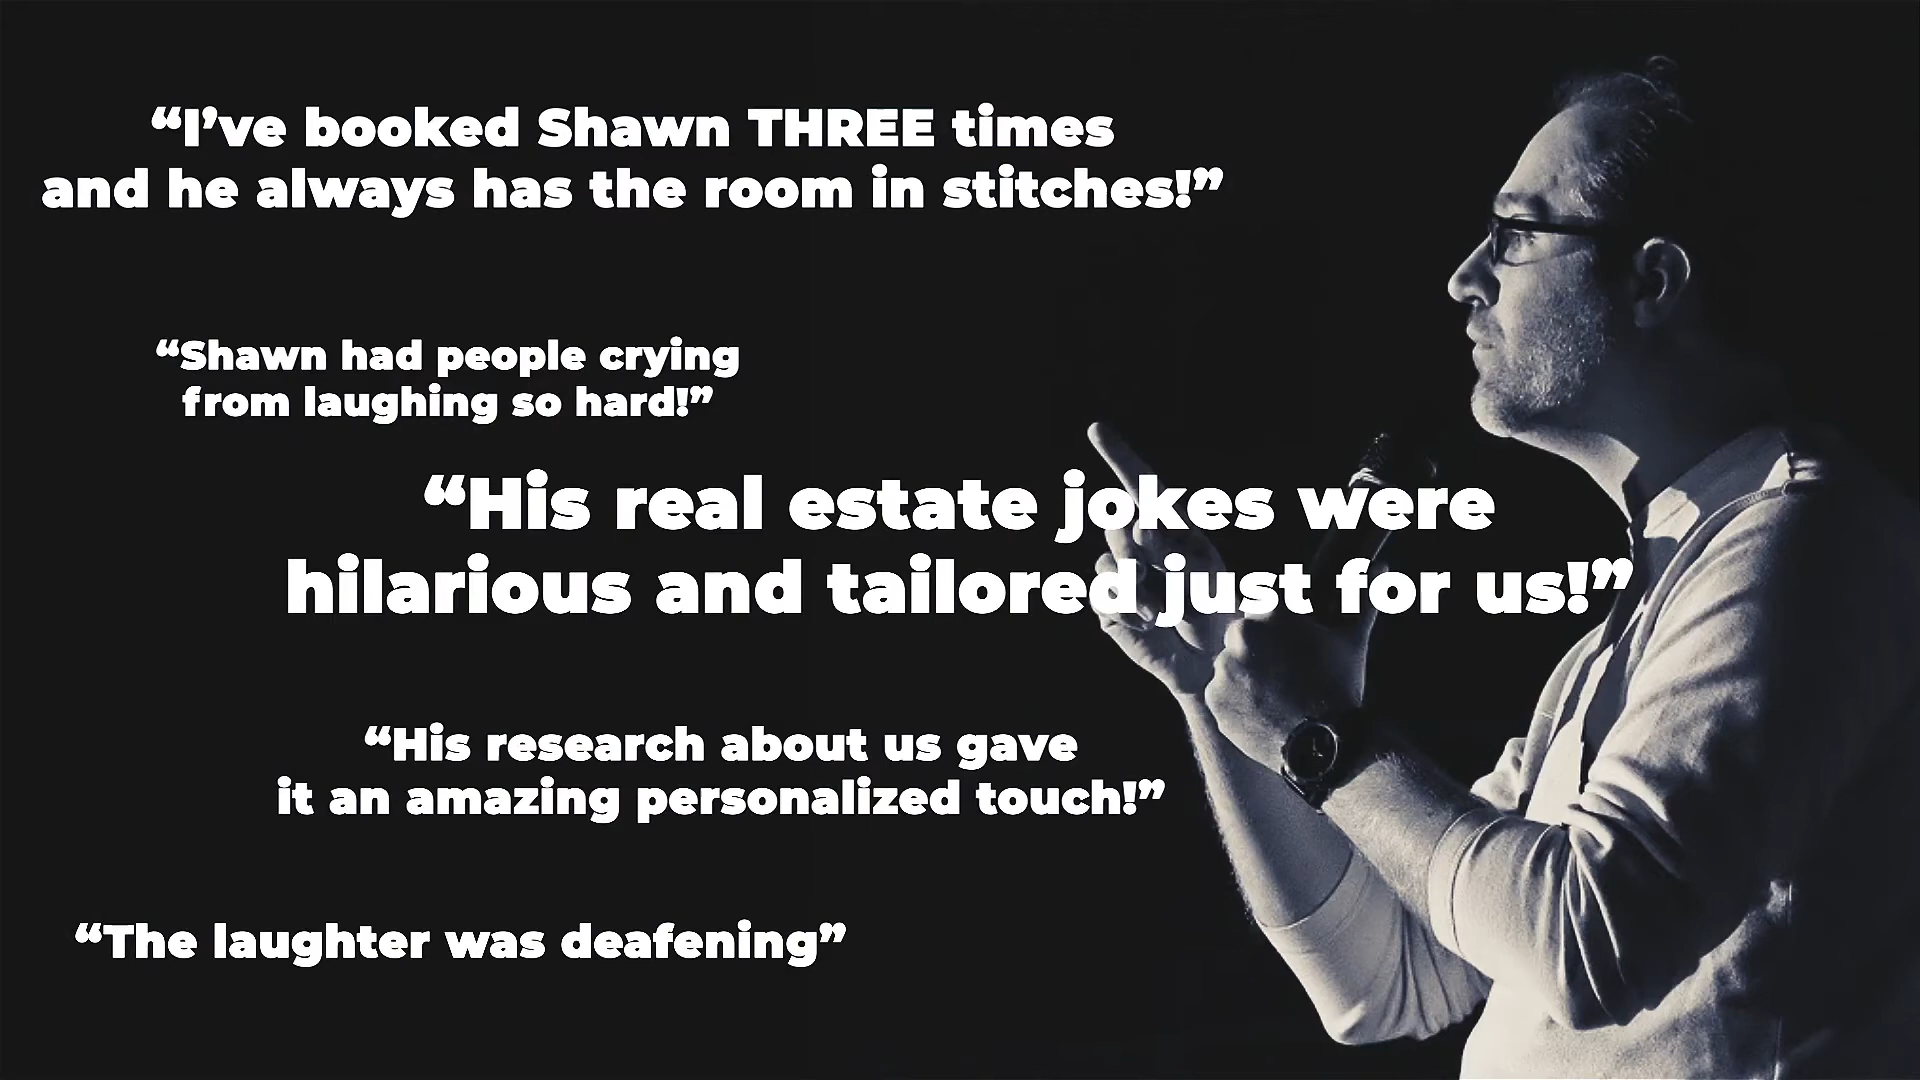 “I’ve booked Shawn THREE times
and he always has the room in stitches!”
“Shawn had people crying
from laughing so hard!”
“His real estate jokes were
hilarious and tailored just for us!”
“His research about us gave
it an amazing personalized touch!”
“The laughter was deafening”